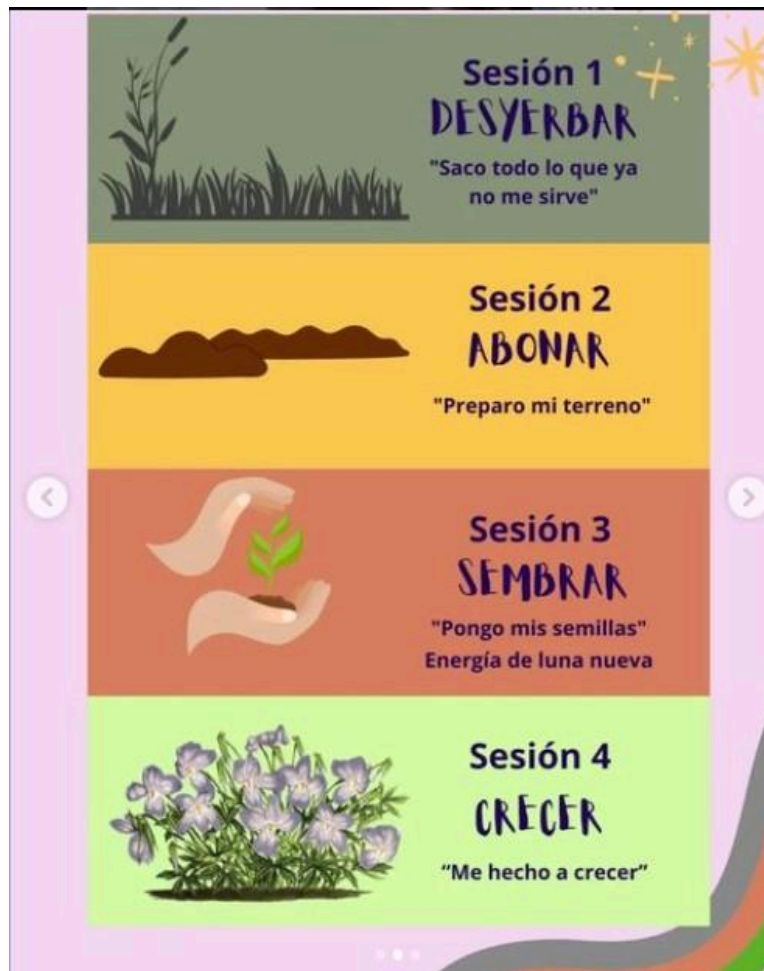 Sesión 1
DESYERBAR
"Saco todo lo que ya
no me sirve"
Sesión 2
ABONAR
"Preparo mi terreno"
Sesión 3
SEMBRAR
"Pongo mis semillas"
Energía de luna nueva
Sesión 4
CRECER
“Me hecho a crecer”